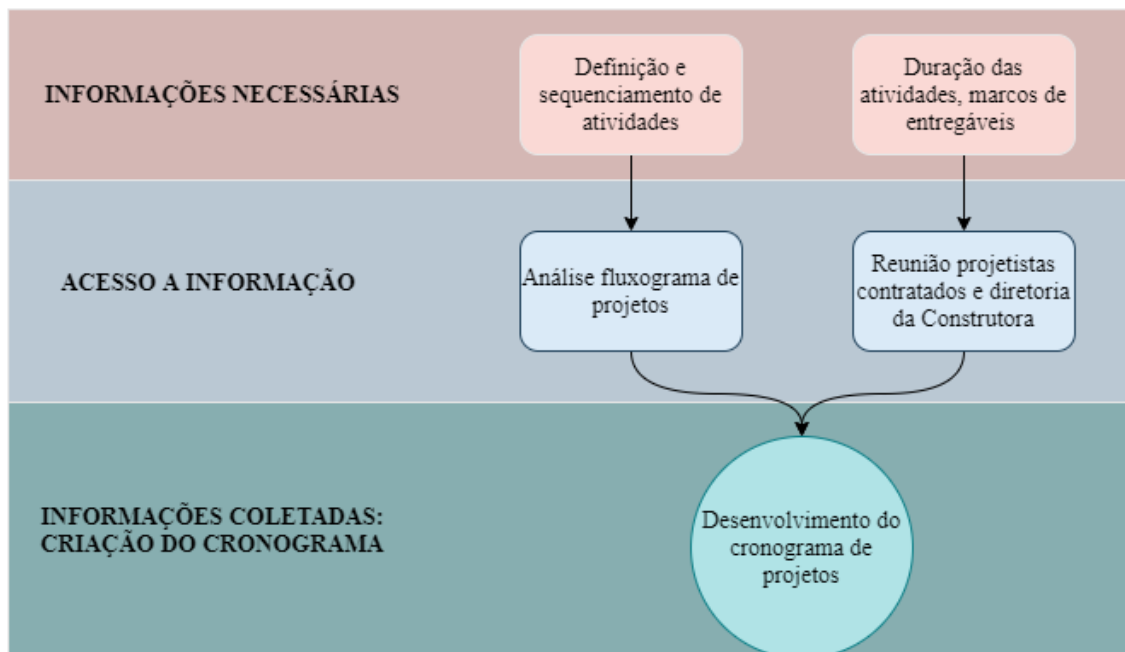 INFORMAÇÕES NECESSÁRIAS
Definição e
sequenciamento de
atividades
Duração das
atividades, marcos de
entregáveis
ACESSO A INFORMAÇÃO
Análise fluxograma de
projetos
Reunião projetistas
contratados e diretoria
da Construtora
INFORMAÇÕES COLETADAS:
CRIAÇÃO DO CRONOGRAMA
Desenvolvimento do
cronograma de
projetos